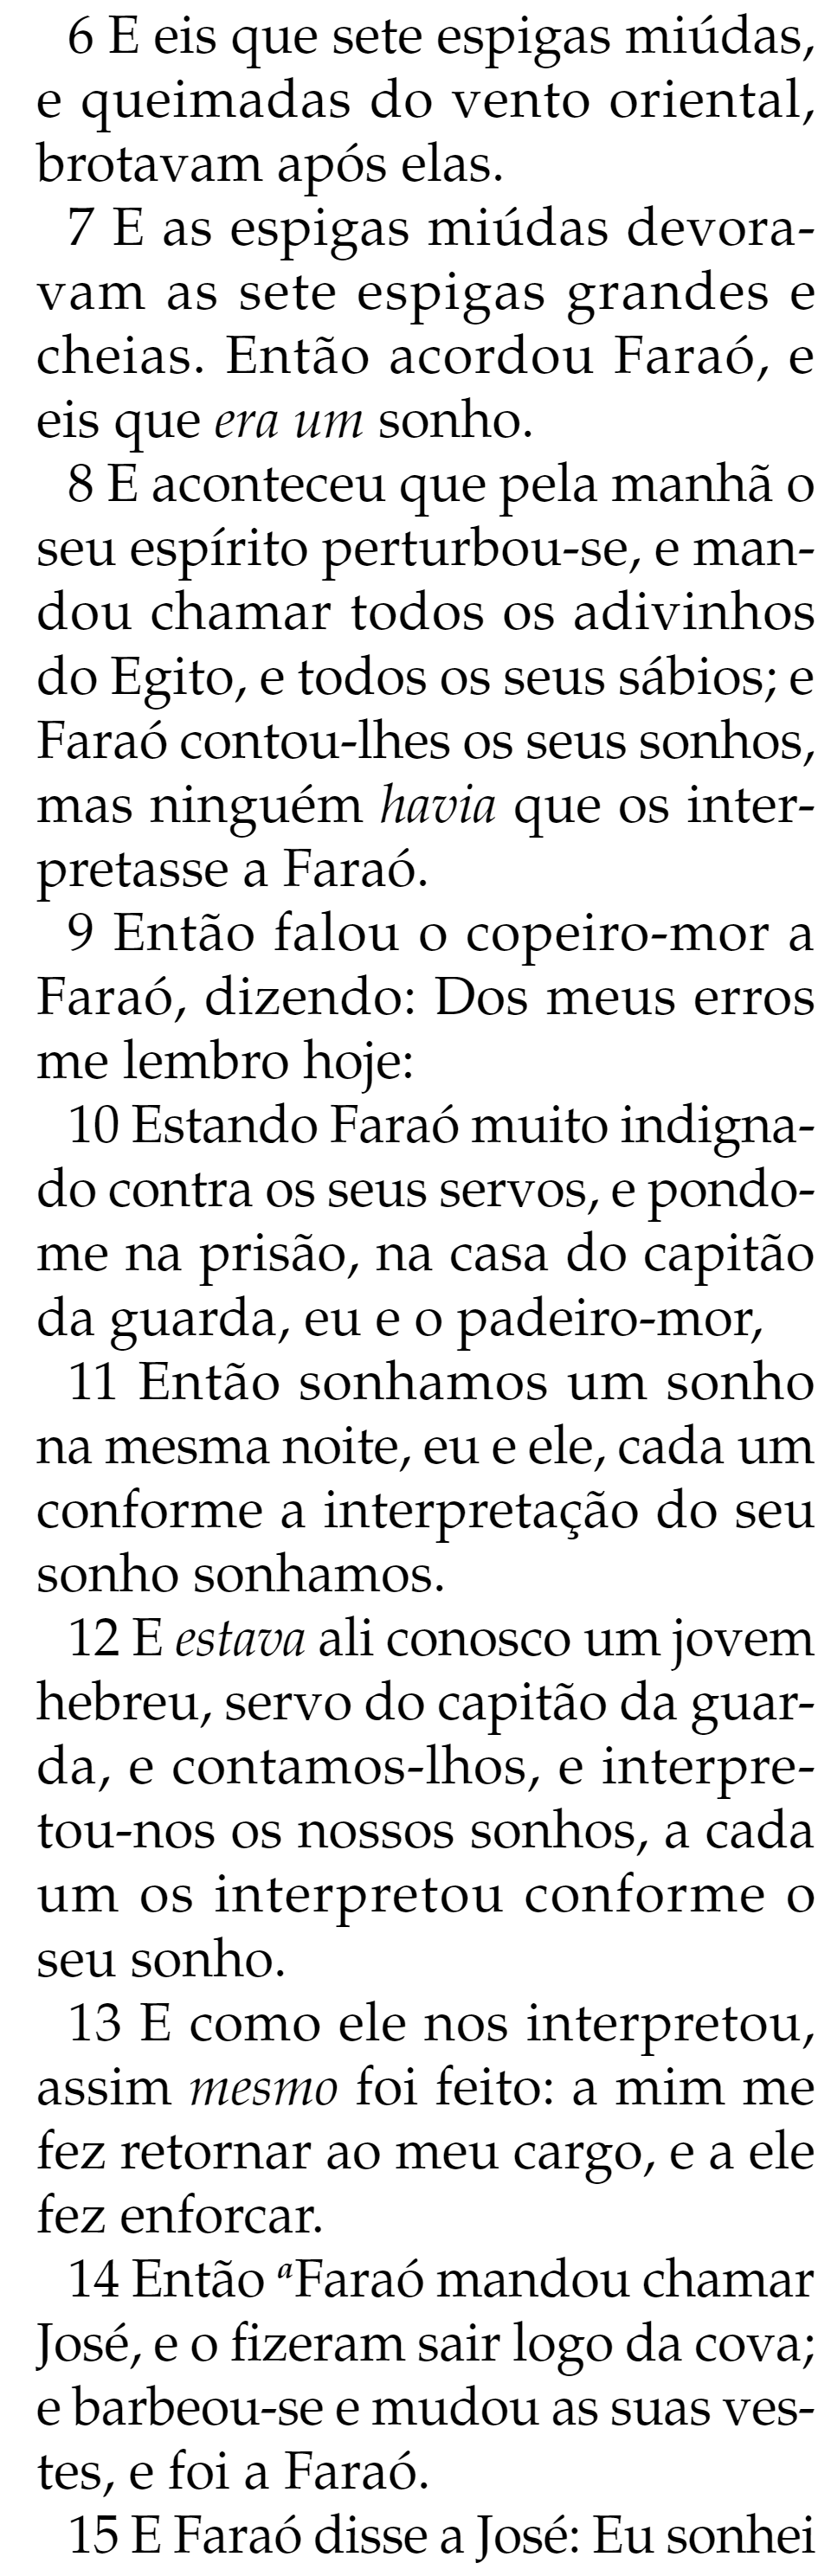 6 E eis que sete espigas miúdas,
e queimadas do vento oriental,
brotavam após elas.
7 E as espigas miúdas devora-
vam as sete espigas grandes e
cheias. Então acordou Faraó, e
eis que era um sonho.
8 E aconteceu que pela manhã o
seu espírito perturbou-se, e man-
dou chamar todos os adivinhos
do Egito, e todos os seus sábios; e
Faraó contou-lhes os seus sonhos,
mas ninguém havia que os inter-
pretasse a Faraó.
9 Então falou o copeiro-mor a
Faraó, dizendo: Dos meus erros
me lembro hoje:
10 Estando Faraó muito indigna-
do contra os seus servos, e pondo-
me na prisão, na casa do capitão
da guarda, eu e o padeiro-mor,
11 Então sonhamos um sonho
na mesma noite, eu e ele, cada um
conforme a interpretação do seu
sonho sonhamos.
12 E estava ali conosco um jovem
hebreu, servo do capitão da guar-
da, e contamos-lhos, e interpre-
tou-nos os nossos sonhos, a cada
um os interpretou conforme o
seu sonho.
13 E como ele nos interpretou,
assim mesmo foi feito: a mim me
fez retornar ao meu cargo, e a ele
fez enforcar.
14 Então ᵃFaraó mandou chamar
José, e o fizeram sair logo da cova;
e barbeou-se e mudou as suas ves-
tes, e foi a Faraó.
15 E Faraó disse a José: Eu sonhei